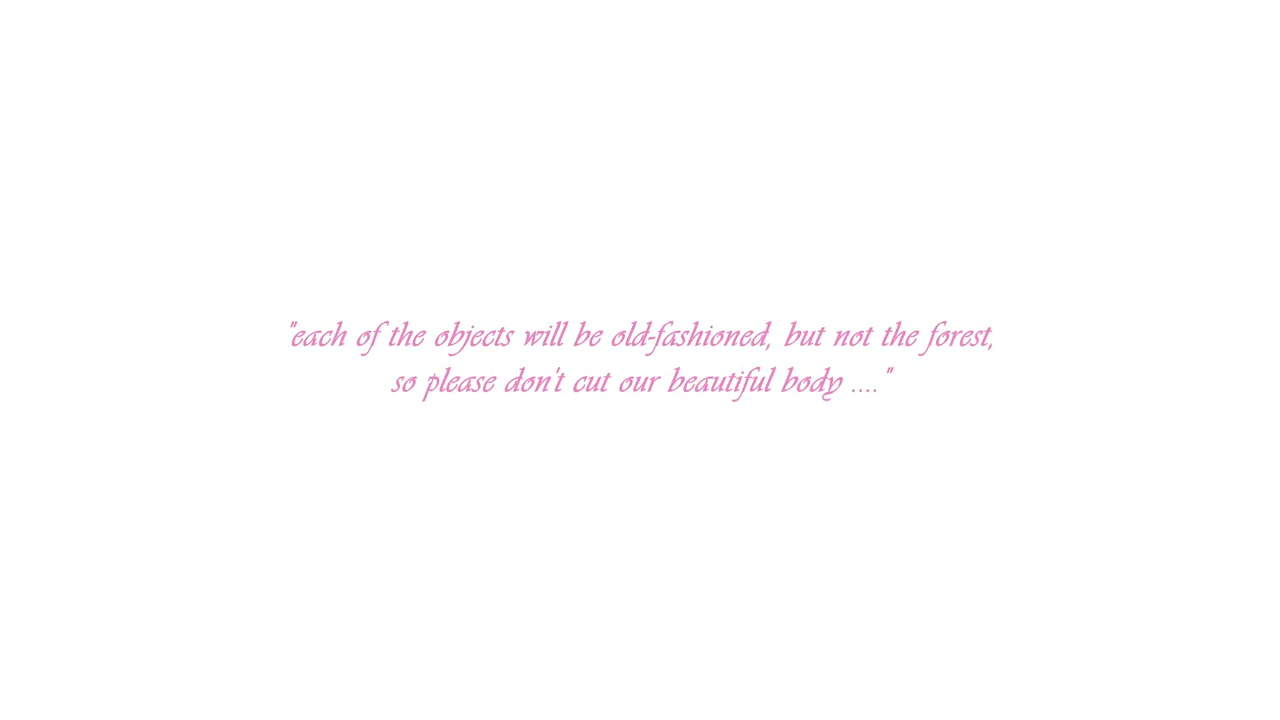 "each of the objects will be old-fashioned, but not the forest,
so please don't cut our beautiful body ...."